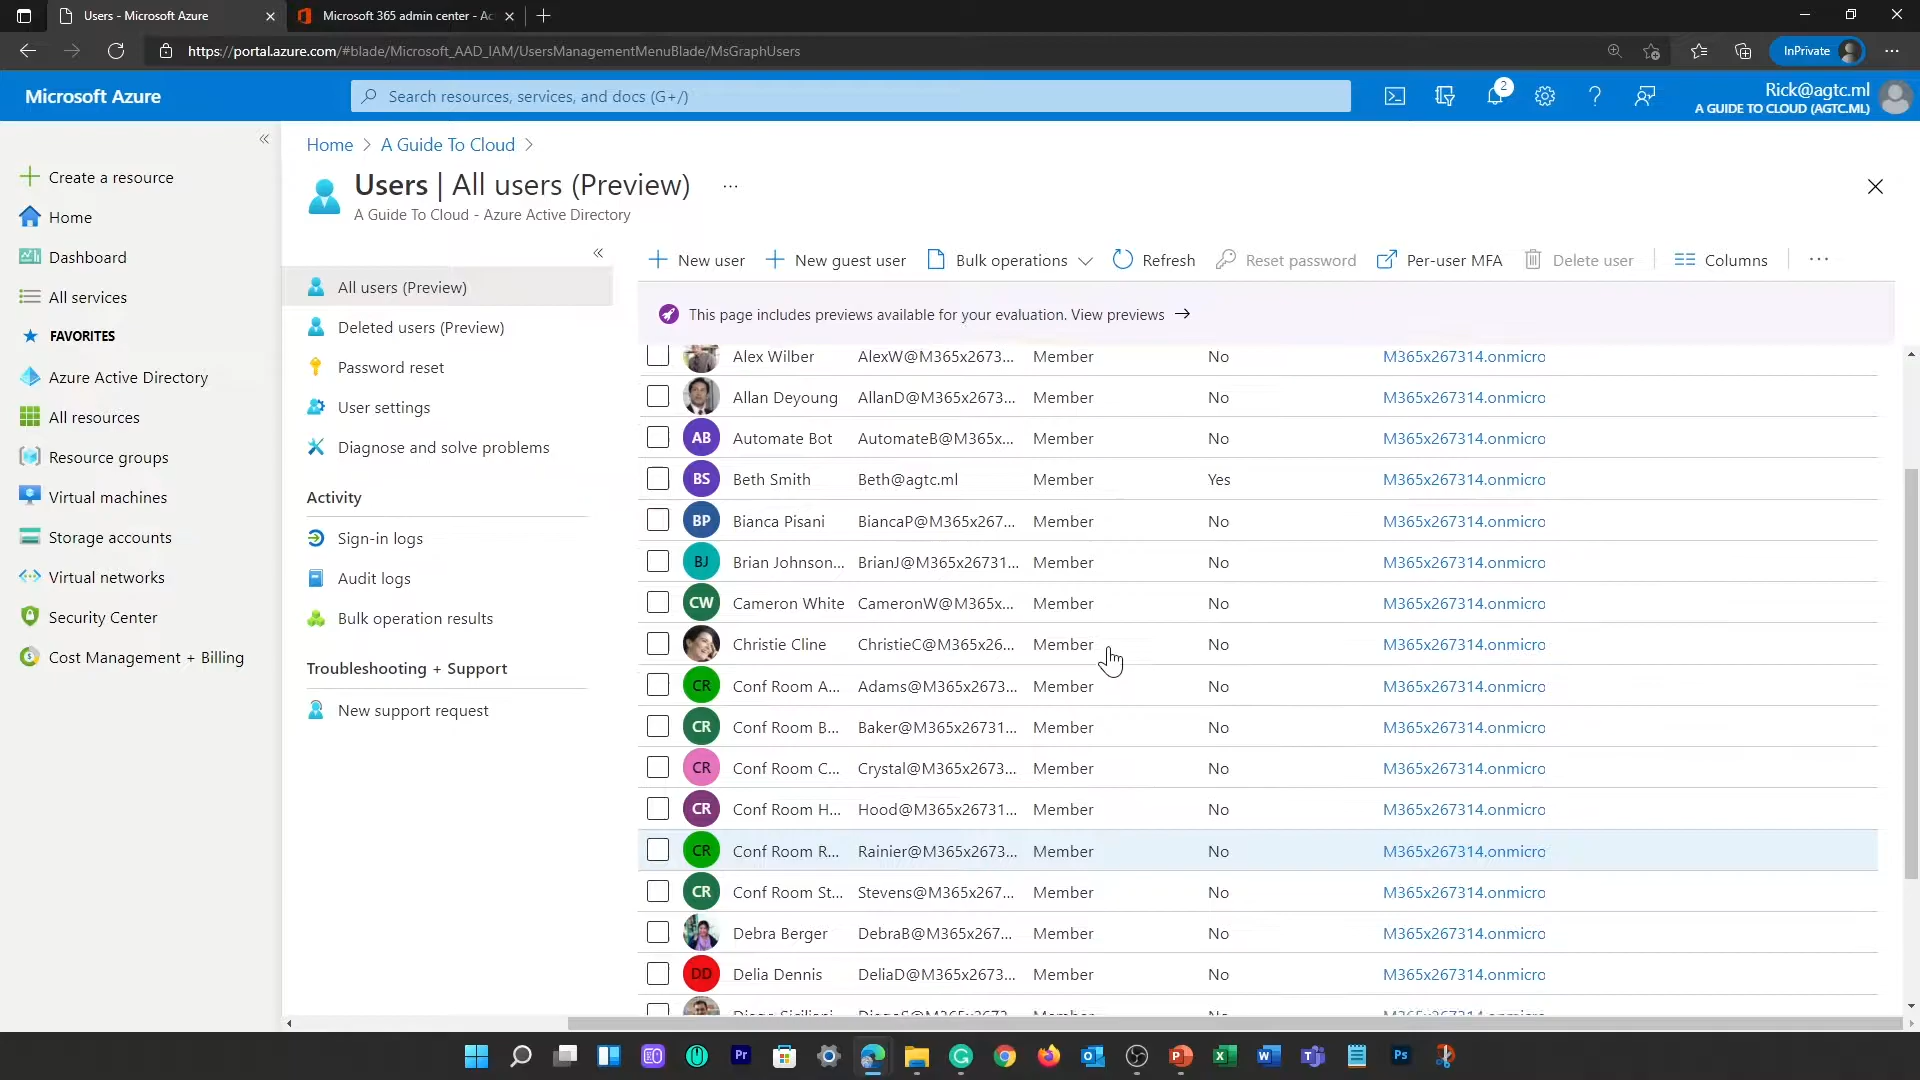 Users - Microsoft Azure
Microsoft 365 admin center - Ac
https://portal.azure.com/#blade/Microsoft_AAD_IAM/UsersManagementMenuBlade/MsGraphUsers
InPrivate
Microsoft Azure
Search resources, services, and docs (G+/)
2
Rick@agtc.ml
A GUIDE TO CLOUD (AGTC.ML)
Create a resource
Home
Dashboard
All services
FAVORITES
Azure Active Directory
All resources
Resource groups
Virtual machines
Storage accounts
Virtual networks
Security Center
Cost Management + Billing
Home > A Guide To Cloud >
Users | All users (Preview) ...
A Guide To Cloud - Azure Active Directory
All users (Preview)
Deleted users (Preview)
Password reset
User settings
Diagnose and solve problems
Activity
Sign-in logs
Audit logs
Bulk operation results
Troubleshooting + Support
New support request
New user New guest user Bulk operations Refresh Reset password Per-user MFA Delete user Columns ...
This page includes previews available for your evaluation. View previews →
Alex Wilber AlexW@M365x2673... Member No M365x267314.onmicro
Allan Deyoung AllanD@M365x2673... Member No M365x267314.onmicro
AB Automate Bot AutomateB@M365x... Member No M365x267314.onmicro
BS Beth Smith Beth@agtc.ml Member Yes M365x267314.onmicro
BP Bianca Pisani BiancaP@M365x267... Member No M365x267314.onmicro
BJ Brian Johnson... BrianJ@M365x26731... Member No M365x267314.onmicro
CW Cameron White CameronW@M365x... Member No M365x267314.onmicro
Christie Cline ChristieC@M365x26... Member No M365x267314.onmicro
CR Conf Room A... Adams@M365x2673... Member No M365x267314.onmicro
CR Conf Room B... Baker@M365x26731... Member No M365x267314.onmicro
CR Conf Room C... Crystal@M365x2673... Member No M365x267314.onmicro
CR Conf Room H... Hood@M365x26731... Member No M365x267314.onmicro
CR Conf Room R... Rainier@M365x2673... Member No M365x267314.onmicro
CR Conf Room St... Stevens@M365x267... Member No M365x267314.onmicro
Debra Berger DebraB@M365x267... Member No M365x267314.onmicro
DD Delia Dennis DeliaD@M365x2673... Member No M365x267314.onmicro
Pr
Ps